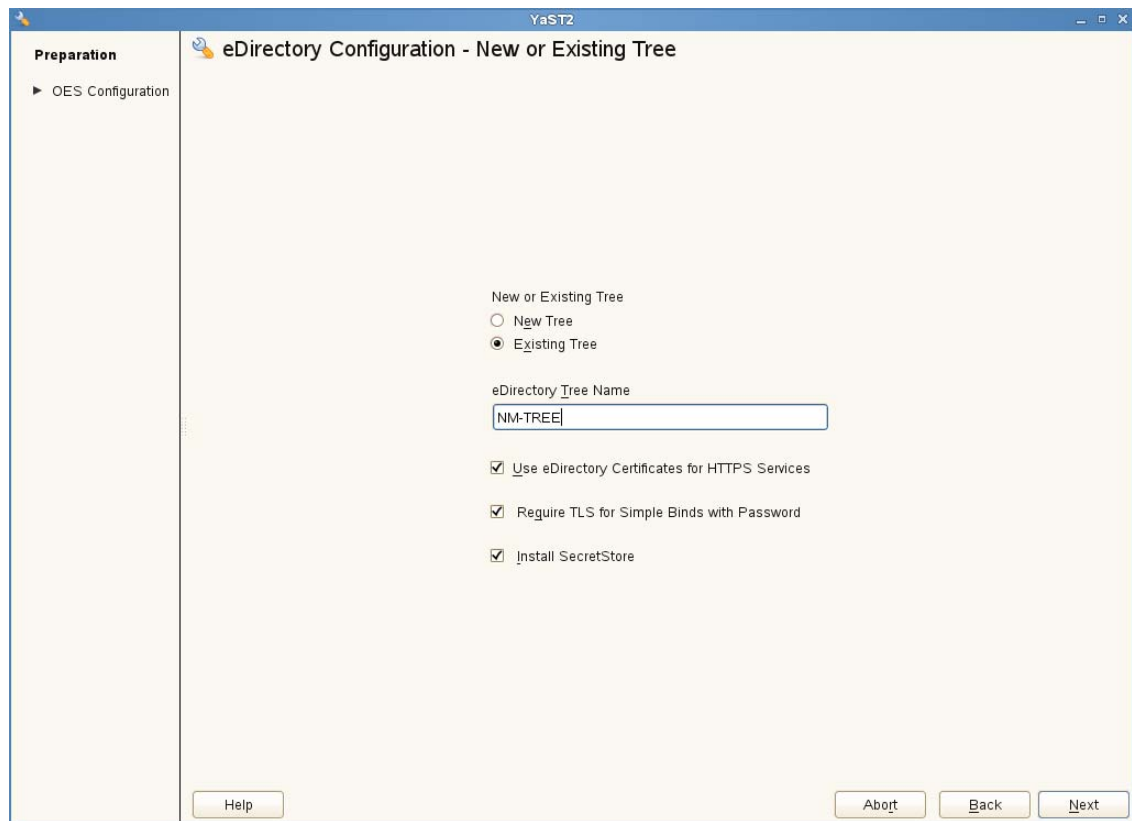 YaST2
Preparation
OES Configuration
eDirectory Configuration - New or Existing Tree
New or Existing Tree
New Tree
Existing Tree
eDirectory Tree Name
NM-TREE
Use eDirectory Certificates for HTTPS Services
Require TLS for Simple Binds with Password
Install SecretStore
Help
Abort
Back
Next